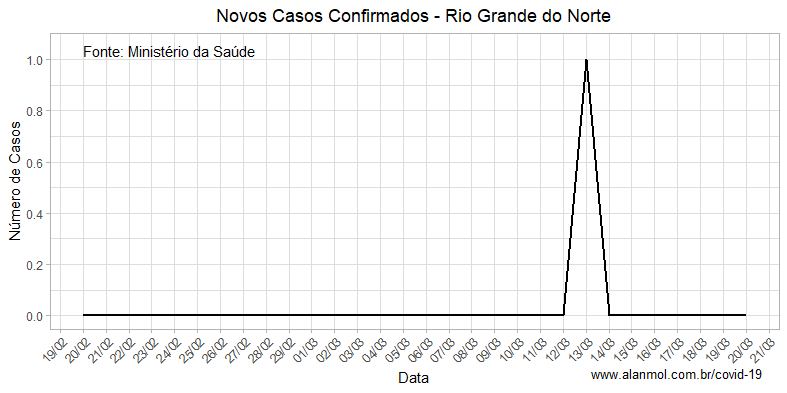 Novos Casos Confirmados - Rio Grande do Norte
Fonte: Ministério da Saúde
Número de Casos
1.0
0.8
0.6
0.4
0.2
0.0
19/02 20/02 21/02 22/02 23/02 24/02 25/02 26/02 27/02 28/02 29/02 01/03 02/03 03/03 04/03 05/03 06/03 07/03 08/03 09/03 10/03 11/03 12/03 13/03 14/03 15/03 16/03 17/03 18/03 19/03 20/03 21/03
Data
www.alanmol.com.br/covid-19